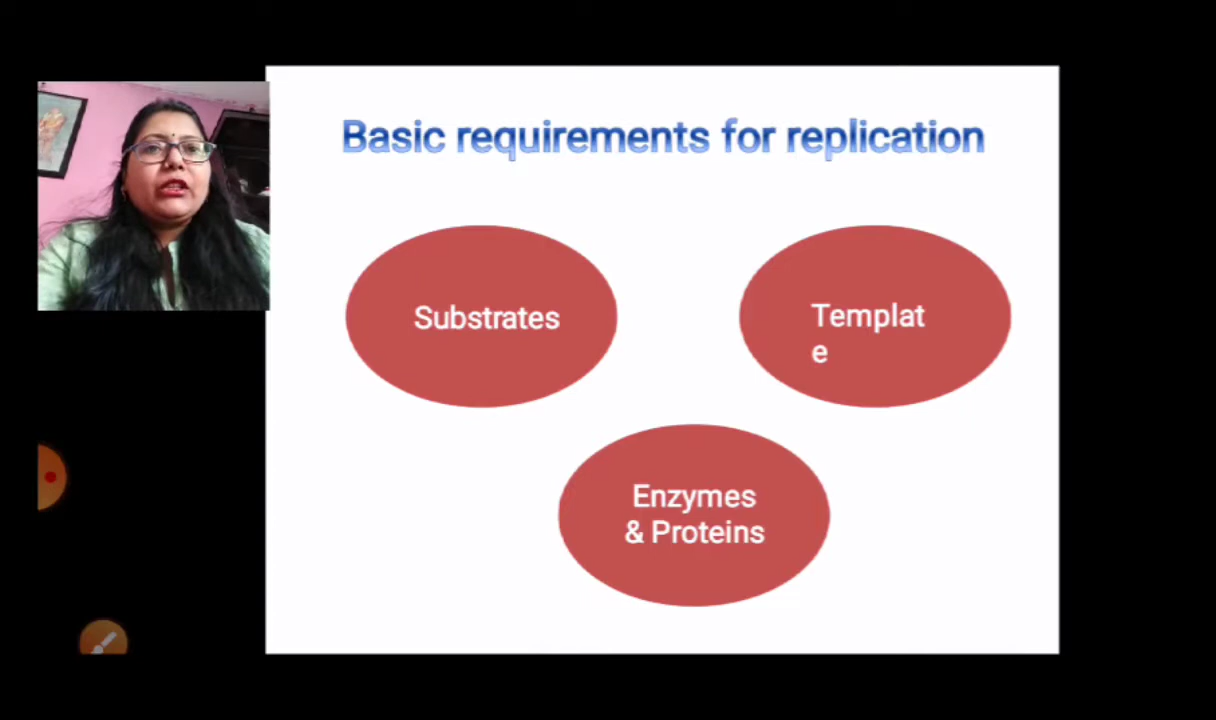 Basic requirements for replication
Substrates
Templat
e
Enzymes
& Proteins